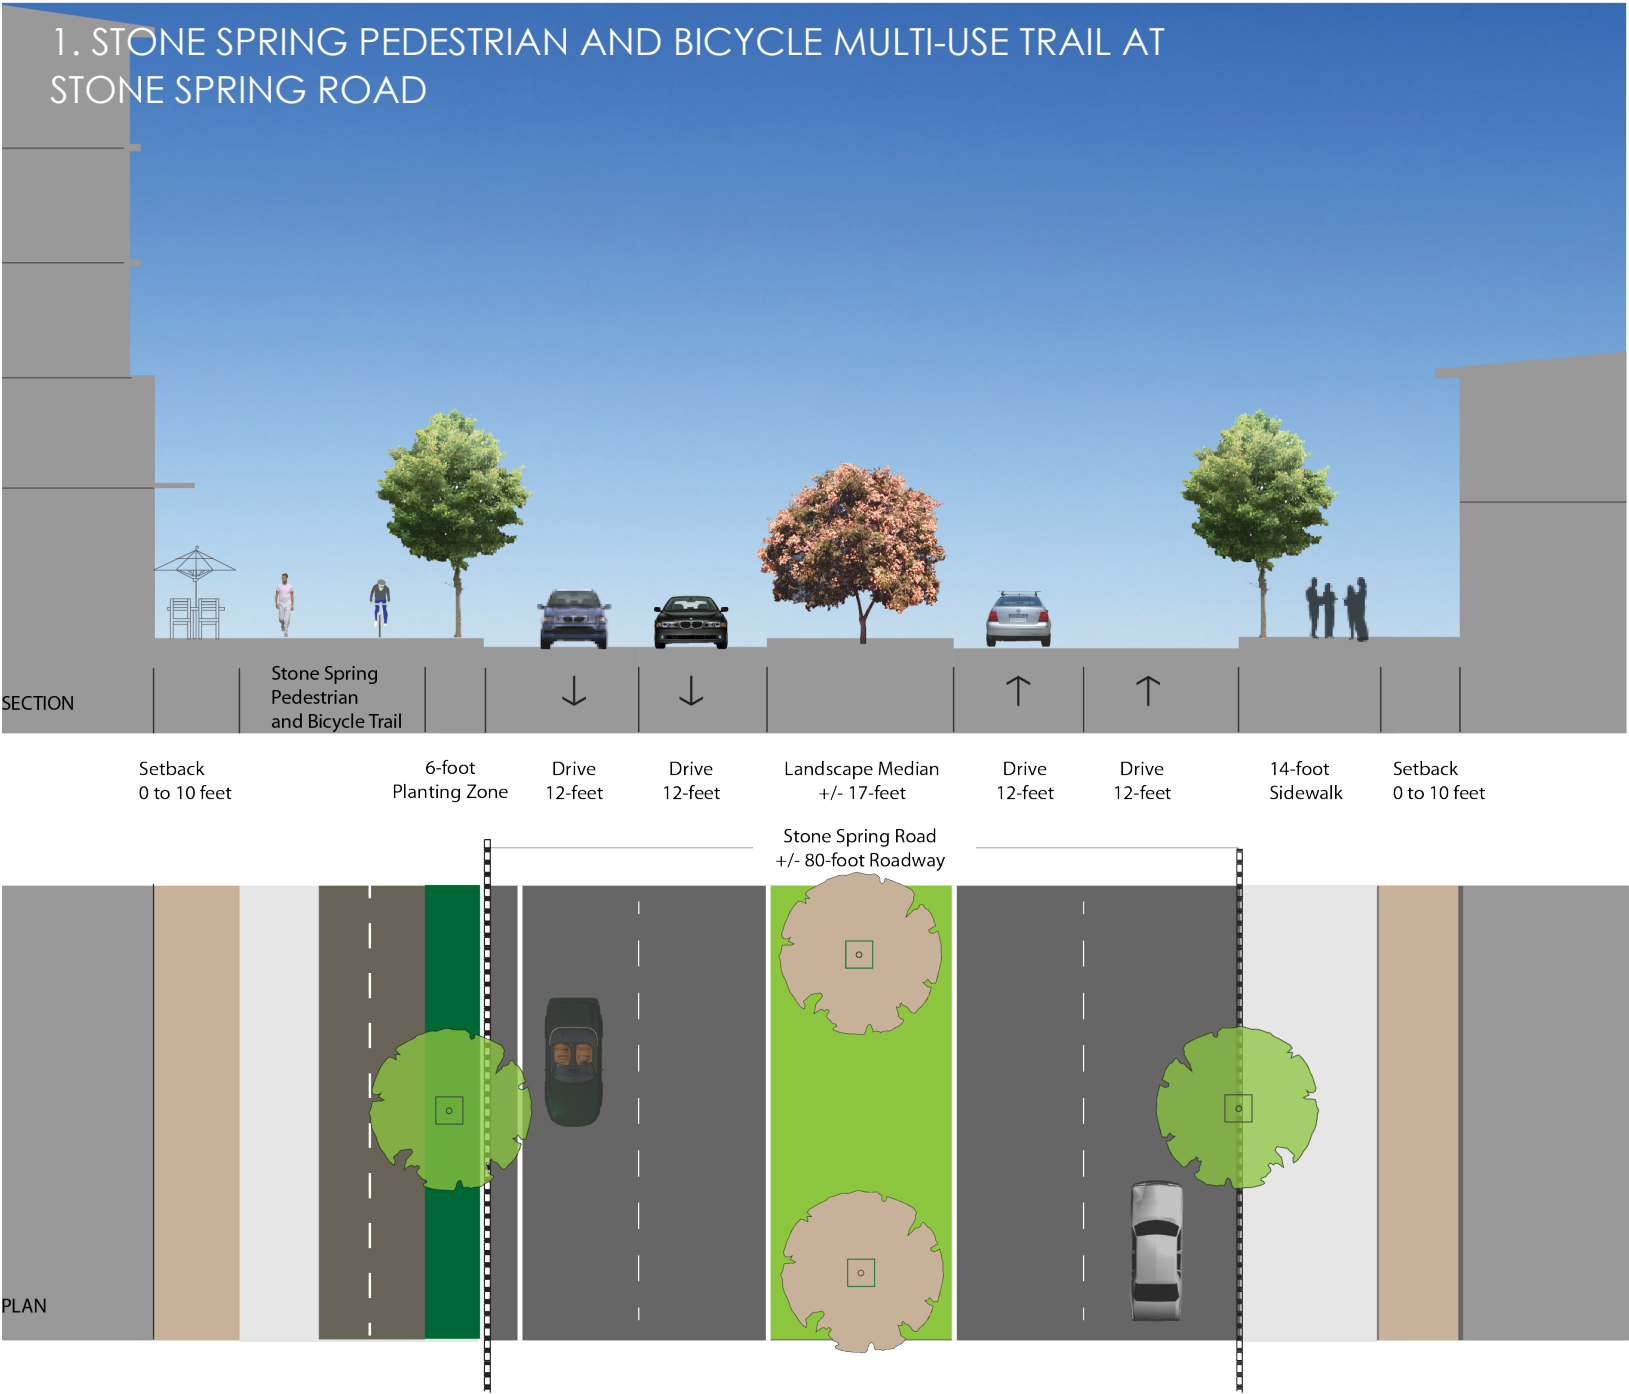 1. STONE SPRING PEDESTRIAN AND BICYCLE MULTI-USE TRAIL AT
STONE SPRING ROAD
Stone Spring
Pedestrian
and Bicycle Trail
SECTION
Setback
0 to 10 feet
6-foot
Planting Zone
Drive
12-feet
Drive
12-feet
Landscape Median
+/- 17-feet
Drive
12-feet
Drive
12-feet
14-foot
Sidewalk
Setback
0 to 10 feet
Stone Spring Road
+/- 80-foot Roadway
PLAN